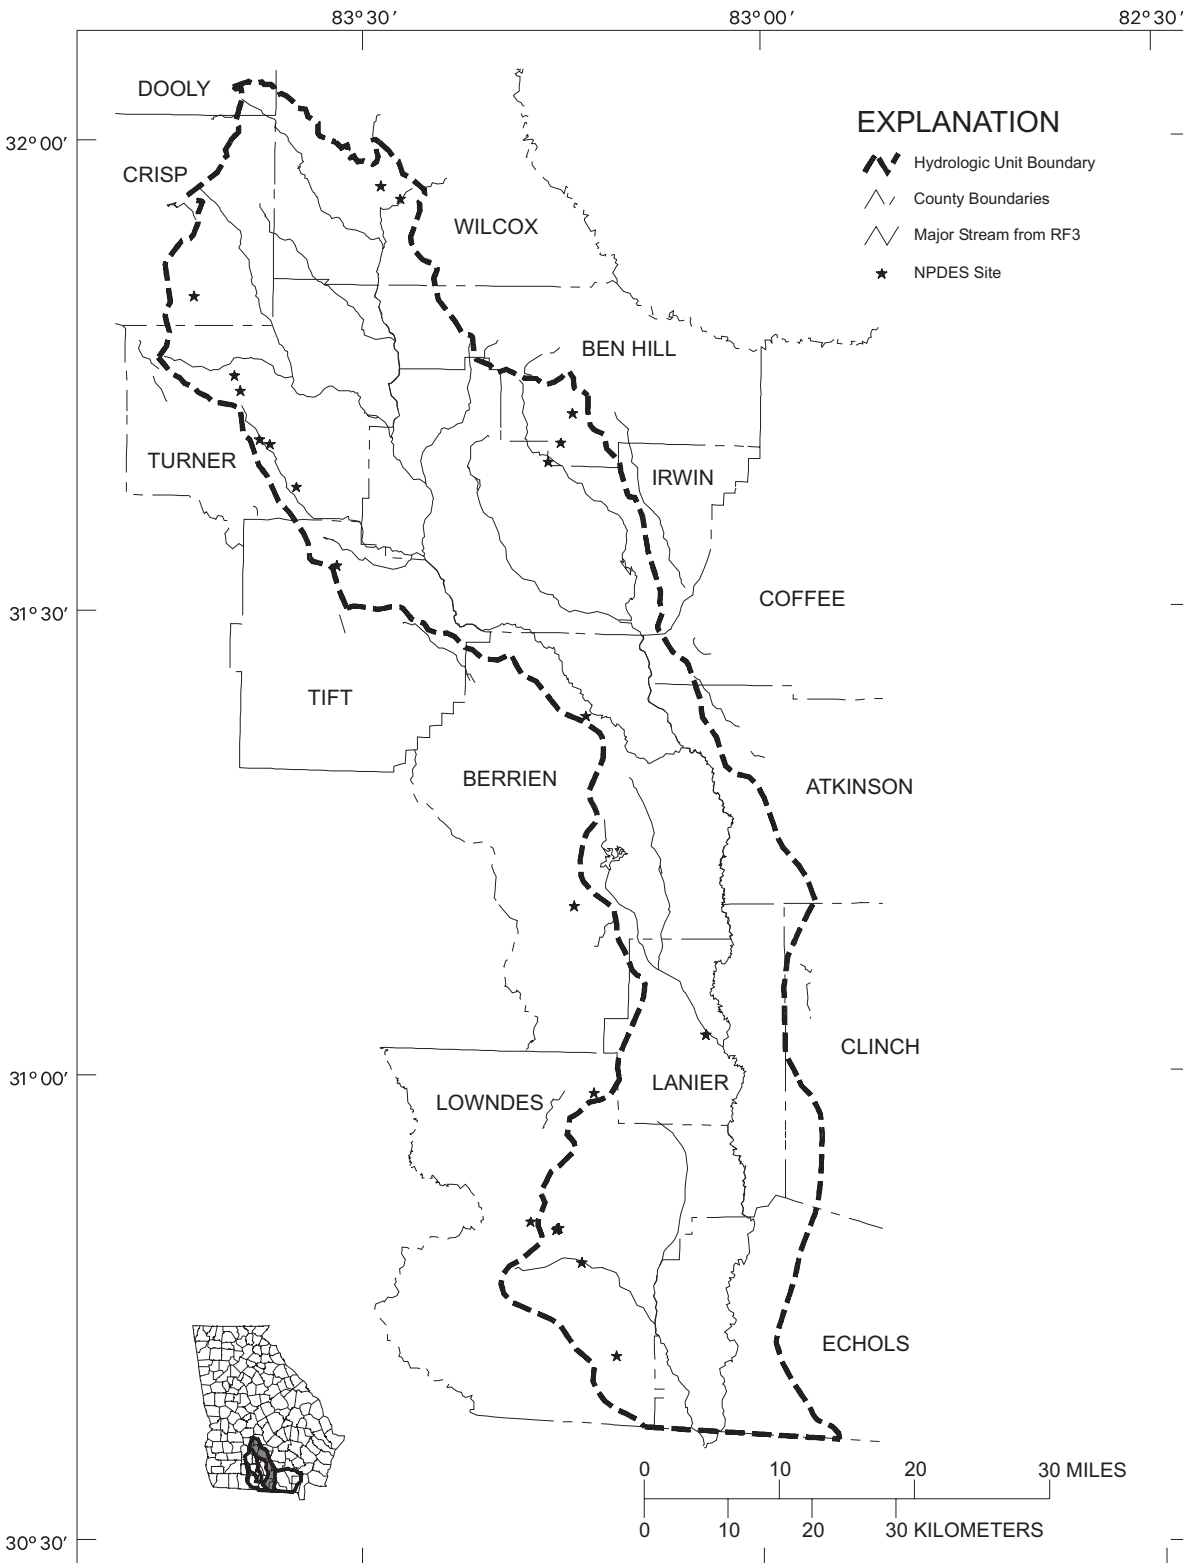 83° 30′ 83° 00′ 82° 30′
DOOLY
EXPLANATION
32° 00′
Hydrologic Unit Boundary
CRISP
County Boundaries
WILCOX
Major Stream from RF3
NPDES Site
BEN HILL
TURNER
IRWIN
COFFEE
31° 30′
TIFT
BERRIEN
ATKINSON
CLINCH
31° 00′
LANIER
LOWNDES
ECHOLS
0 10 20 30 MILES
0 10 20 30 KILOMETERS
30° 30′